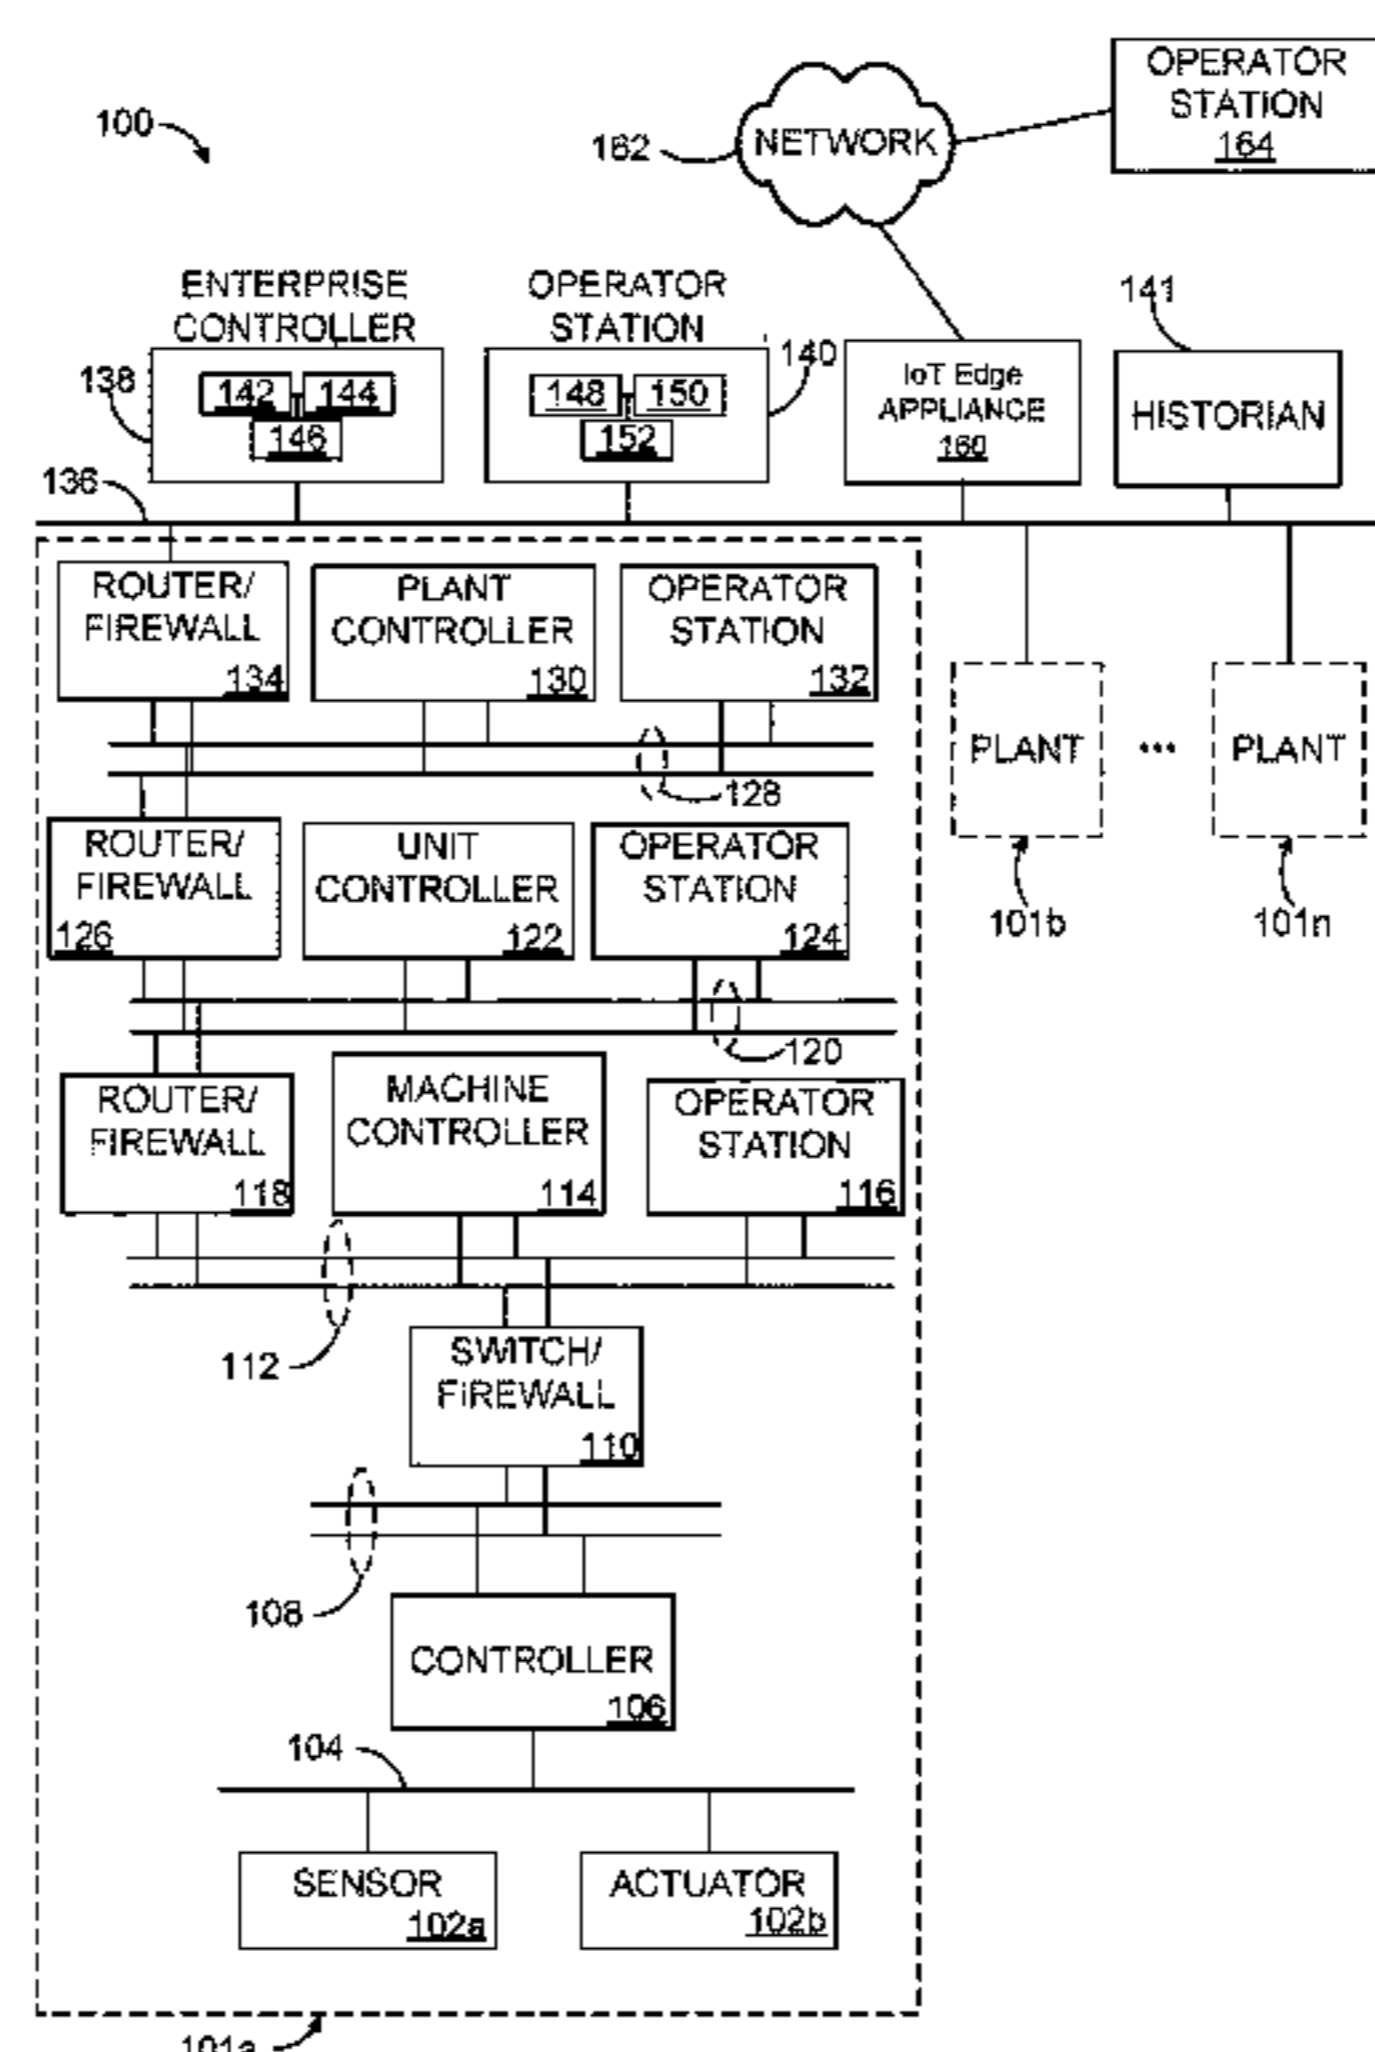 OPERATOR
STATION
164
100
162
NETWORK
ENTERPRISE
CONTROLLER
OPERATOR
STATION
141
138
142
144
146
148
150
152
140
IoT Edge
APPLIANCE
160
HISTORIAN
136
ROUTER/
FIREWALL
134
PLANT
CONTROLLER
130
OPERATOR
STATION
132
PLANT
...
PLANT
128
ROUTER/
FIREWALL
126
UNIT
CONTROLLER
122
OPERATOR
STATION
124
101b
101n
120
ROUTER/
FIREWALL
118
MACHINE
CONTROLLER
114
OPERATOR
STATION
116
112
SWITCH/
FIREWALL
110
108
CONTROLLER
106
104
SENSOR
102a
ACTUATOR
102b
101a